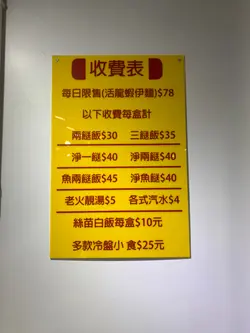 收費表
每日限售(活龍蝦伊麵)$78
以下收費每盒計
兩餸飯$30 三餸飯$35
淨一餸$40 淨兩餸$40
魚兩餸飯$45 淨魚餸$40
老火靚湯$5 各式汽水$4
絲苗白飯每盒$10元
多款冷盤小 食$25元